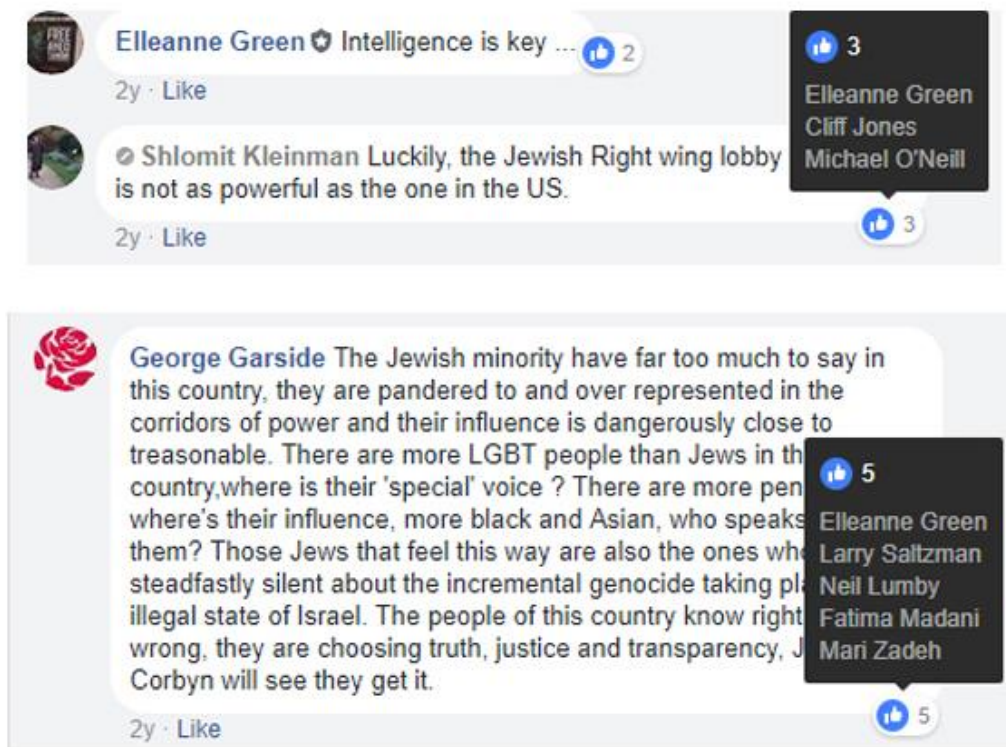 Elleanne Green Intelligence is key ... 2
2y · Like
3
Elleanne Green
Cliff Jones
Michael O'Neill
Shlomit Kleinman Luckily, the Jewish Right wing lobby
is not as powerful as the one in the US.
3
2y · Like
George Garside The Jewish minority have far too much to say in
this country, they are pandered to and over represented in the
corridors of power and their influence is dangerously close to
treasonable. There are more LGBT people than Jews in th
country,where is their 'special' voice ? There are more pen
where's their influence, more black and Asian, who speaks
them? Those Jews that feel this way are also the ones wh
steadfastly silent about the incremental genocide taking pl
illegal state of Israel. The people of this country know right
wrong, they are choosing truth, justice and transparency, J
Corbyn will see they get it.
5
Elleanne Green
Larry Saltzman
Neil Lumby
Fatima Madani
Mari Zadeh
5
2y · Like